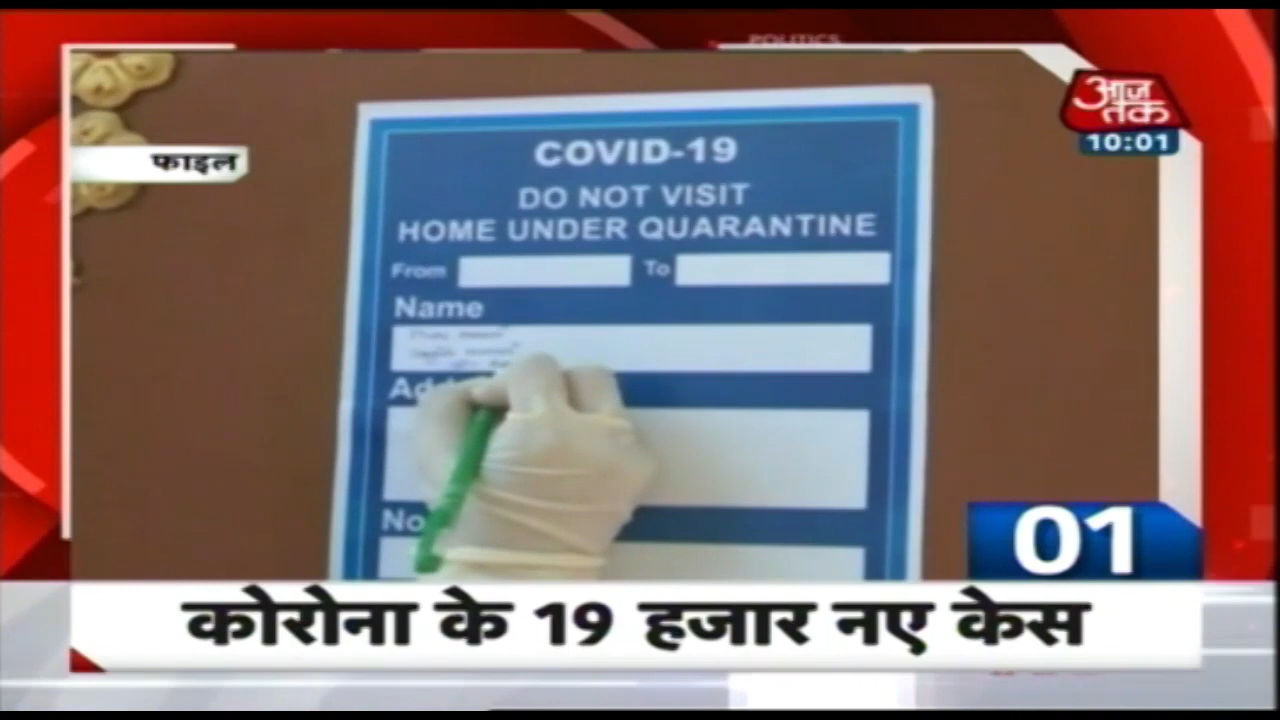 POLITICS
आज तक
10:01
फाइल
COVID-19
DO NOT VISIT
HOME UNDER QUARANTINE
From To
Name
No
01
कोरोना के 19 हजार नए केस